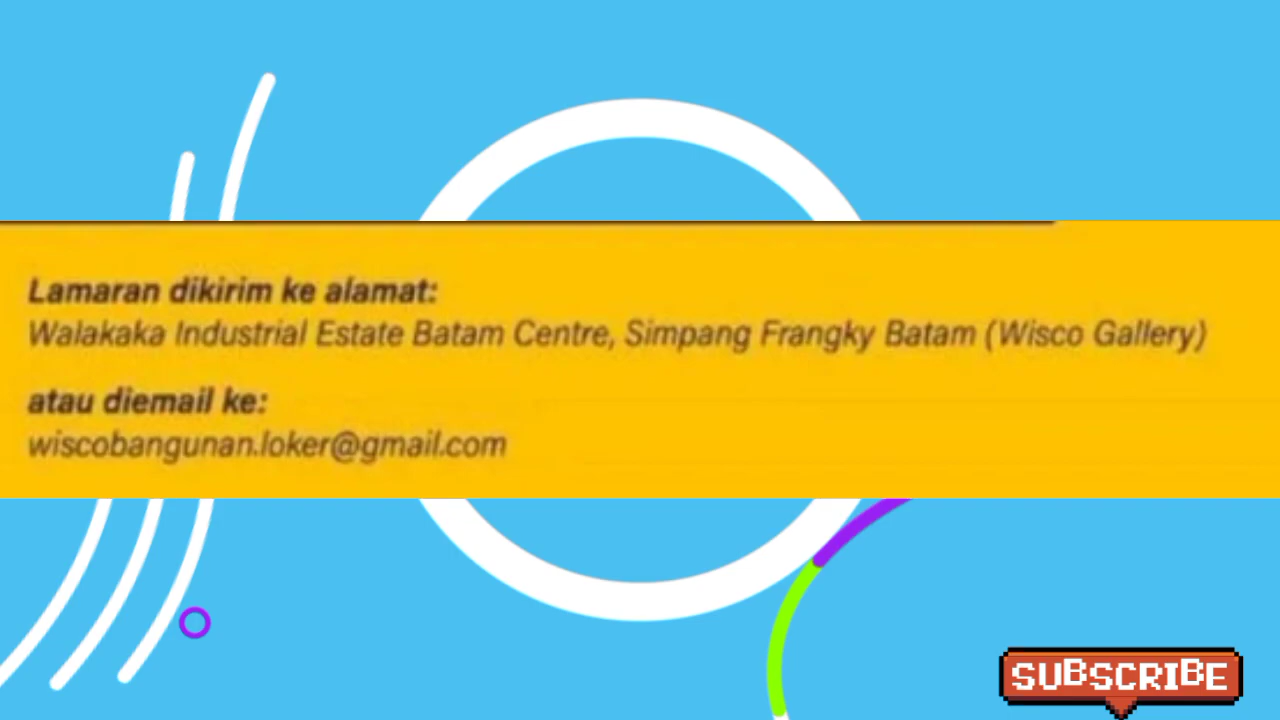 Lamaran dikirim ke alamat:
Walakaka Industrial Estate Batam Centre, Simpang Frangky Batam (Wisco Gallery)
atau diemail ke:
wiscobangunan.loker@gmail.com
SUBSCRIBE